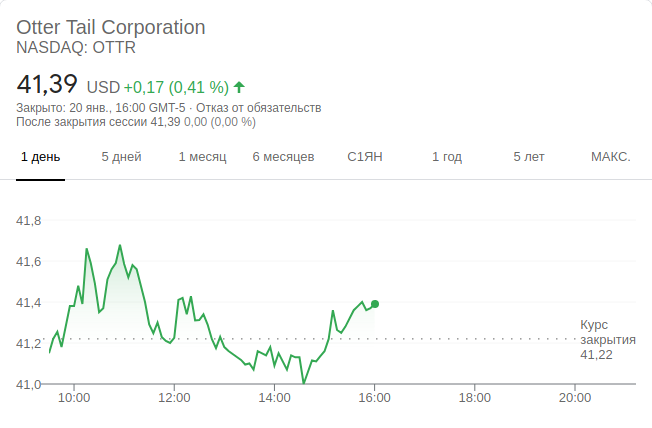 Otter Tail Corporation
NASDAQ: OTTR
41,39 USD +0,17 (0,41 %)
Закрыто: 20 янв., 16:00 GMT-5 · Отказ от обязательств
После закрытия сессии 41,39 0,00 (0,00 %)
1 день 5 дней 1 месяц 6 месяцев С1ЯН 1 год 5 лет МАКС.
41,8
41,6
41,4
41,2
41,0
Курс
закрытия
41,22
10:00 12:00 14:00 16:00 18:00 20:00